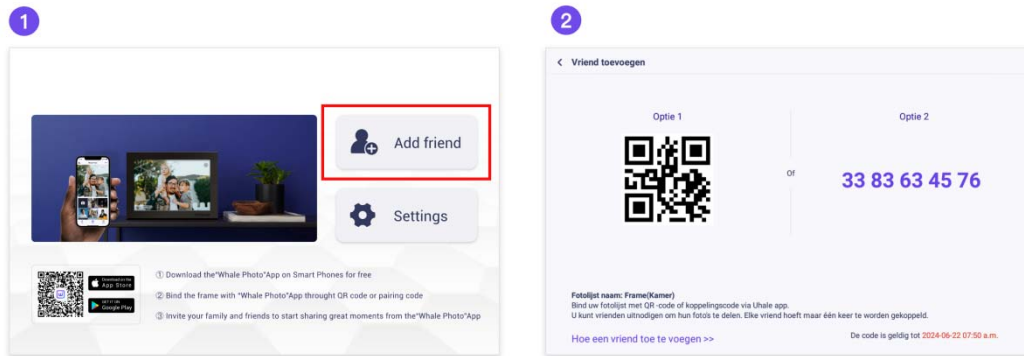 1
2
Add friend
Settings
Download on the
App Store
GET IT ON
Google Play
① Download the"Whale Photo"App on Smart Phones for free
② Bind the frame with "Whale Photo"App throught QR code or pairing code
③ Invite your family and friends to start sharing great moments from the"Whale Photo"App
< Vriend toevoegen
Optie 1
Of
Optie 2
33 83 63 45 76
Fotolijst naam: Frame(Kamer)
Bind uw fotolijst met QR-code of koppelingscode via Uhale app.
U kunt vrienden uitnodigen om hun foto's te delen. Elke vriend hoeft maar één keer te worden gekoppeld.
Hoe een vriend toe te voegen >>
De code is geldig tot 2024-06-22 07:50 a.m.